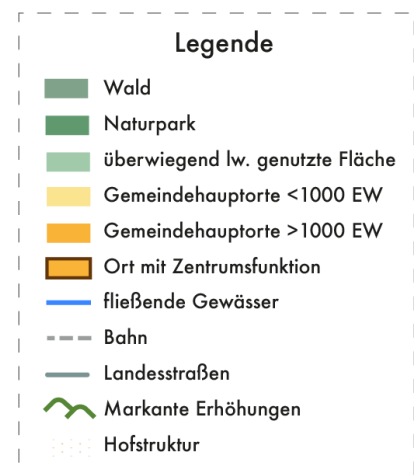 Legende
Wald
Naturpark
überwiegend lw. genutzte Fläche
Gemeindehauptorte <1000 EW
Gemeindehauptorte >1000 EW
Ort mit Zentrumsfunktion
fließende Gewässer
Bahn
Landesstraßen
Markante Erhöhungen
Hofstruktur